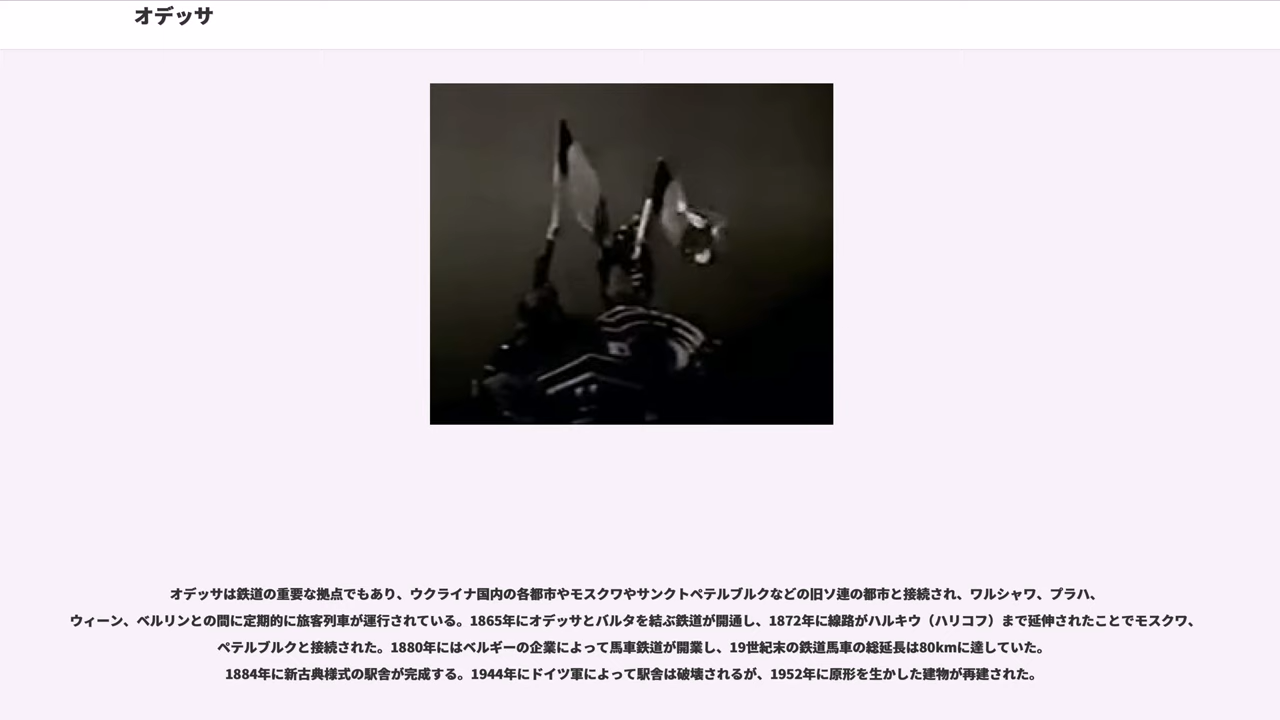 オデッサ
オデッサは鉄道の重要な拠点でもあり、ウクライナ国内の各都市やモスクワやサンクトペテルブルクなどの旧ソ連の都市と接続され、ワルシャワ、プラハ、
ウィーン、ベルリンとの間に定期的に旅客列車が運行されている。1865年にオデッサとバルタを結ぶ鉄道が開通し、1872年に線路がハルキウ（ハリコフ）まで延伸されたことでモスクワ、
ペテルブルクと接続された。1880年にはベルギーの企業によって馬車鉄道が開業し、19世紀末の鉄道馬車の総延長は80kmに達していた。
1884年に新古典様式の駅舎が完成する。1944年にドイツ軍によって駅舎は破壊されるが、1952年に原形を生かした建物が再建された。